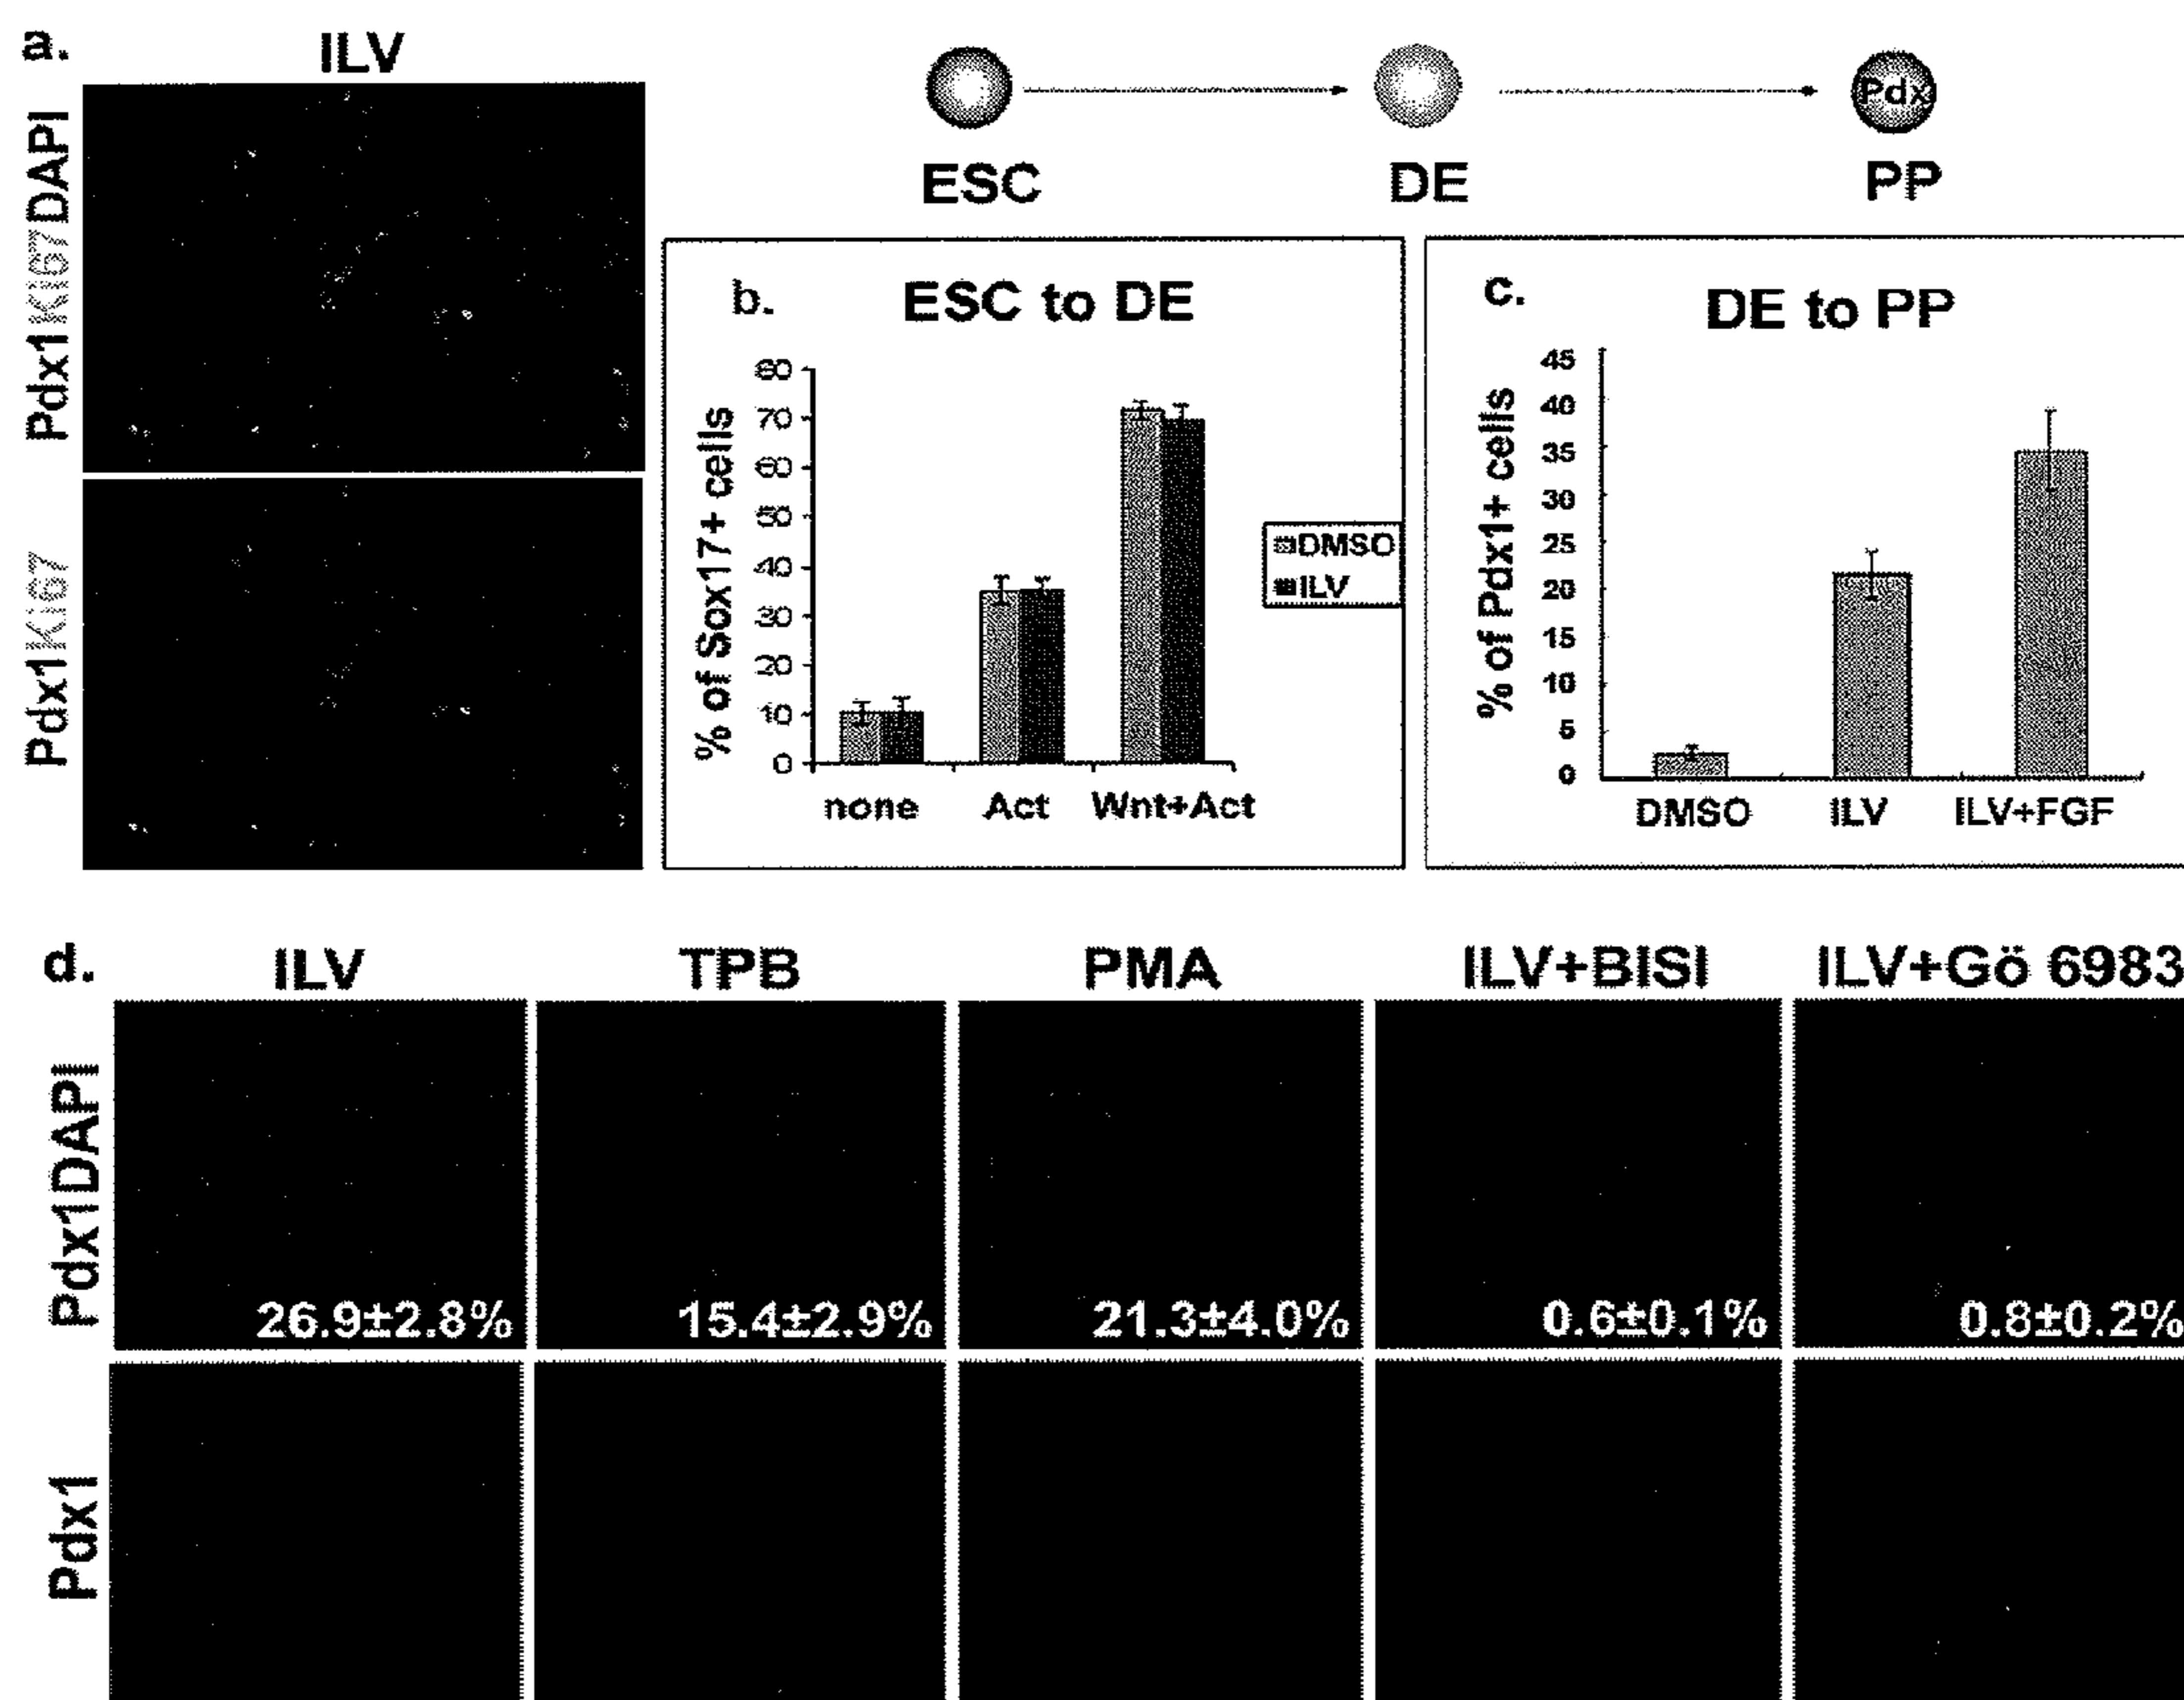 a.
ILV
Pdx1KI67DAPI
Pdx1KI67
Pdx
ESC
DE
PP
b.
ESC to DE
% of Sox17+ cells
80
70
60
50
40
30
20
10
0
none
Act
Wnt+Act
DMSO
ILV
c.
DE to PP
% of Pdx1+ cells
45
40
35
30
25
20
15
10
5
0
DMSO
ILV
ILV+FGF
d.
ILV
TPB
PMA
ILV+BISI
ILV+Gö 6983
Pdx1DAPI
26.9±2.8%
15.4±2.9%
21.3±4.0%
0.6±0.1%
0.8±0.2%
Pdx1